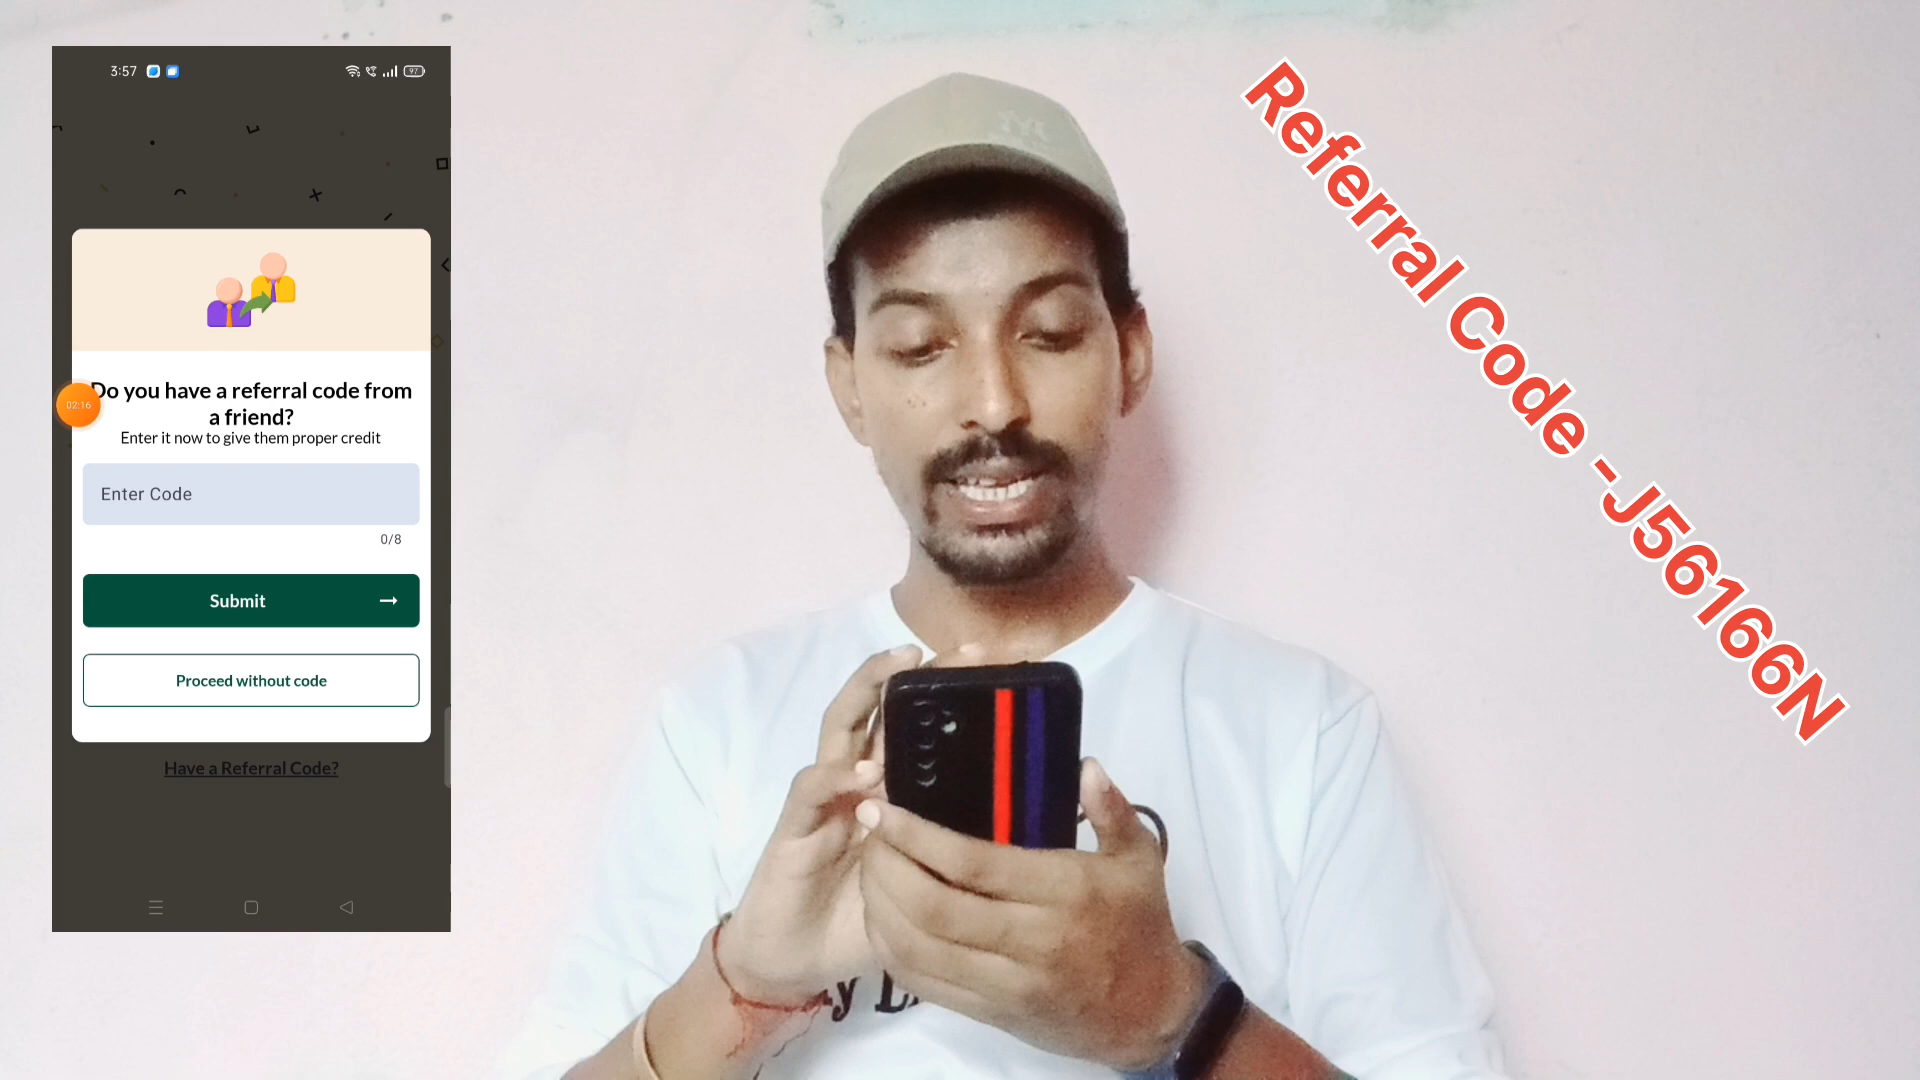 3:57
97
Do you have a referral code from
a friend?
Enter it now to give them proper credit
02:16
Enter Code
0/8
Submit
Proceed without code
Have a Referral Code?
Referral Code -J56166N